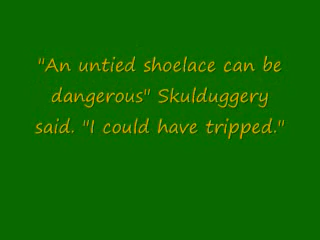 "An untied shoelace can be
dangerous" Skulduggery
said. "I could have tripped."